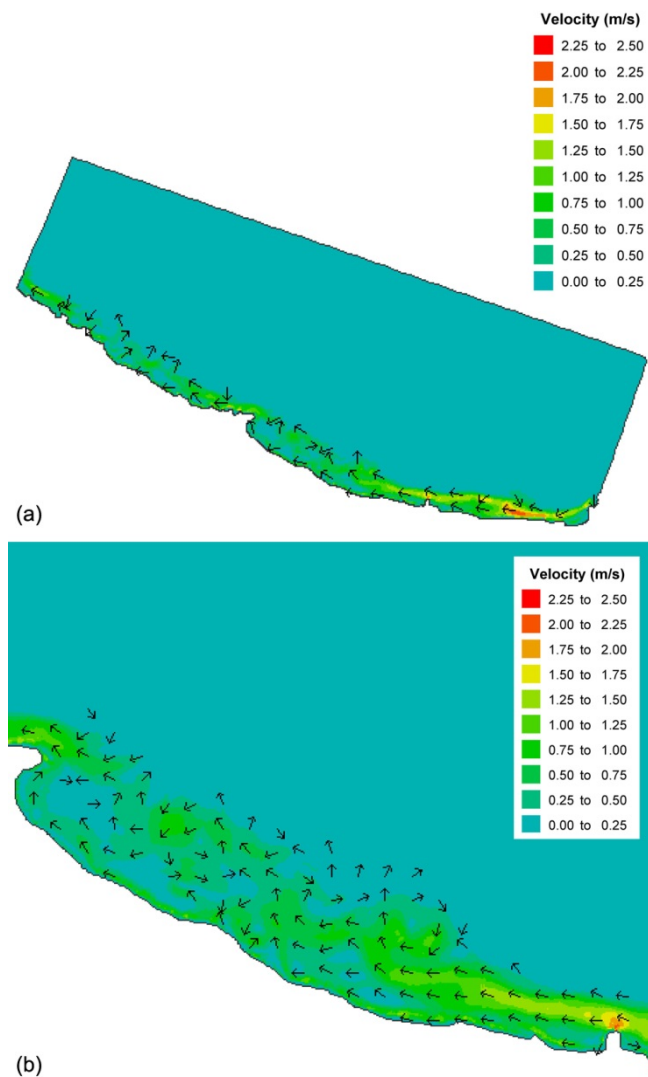 Velocity (m/s)
2.25 to 2.50
2.00 to 2.25
1.75 to 2.00
1.50 to 1.75
1.25 to 1.50
1.00 to 1.25
0.75 to 1.00
0.50 to 0.75
0.25 to 0.50
0.00 to 0.25
(a)
Velocity (m/s)
2.25 to 2.50
2.00 to 2.25
1.75 to 2.00
1.50 to 1.75
1.25 to 1.50
1.00 to 1.25
0.75 to 1.00
0.50 to 0.75
0.25 to 0.50
0.00 to 0.25
(b)